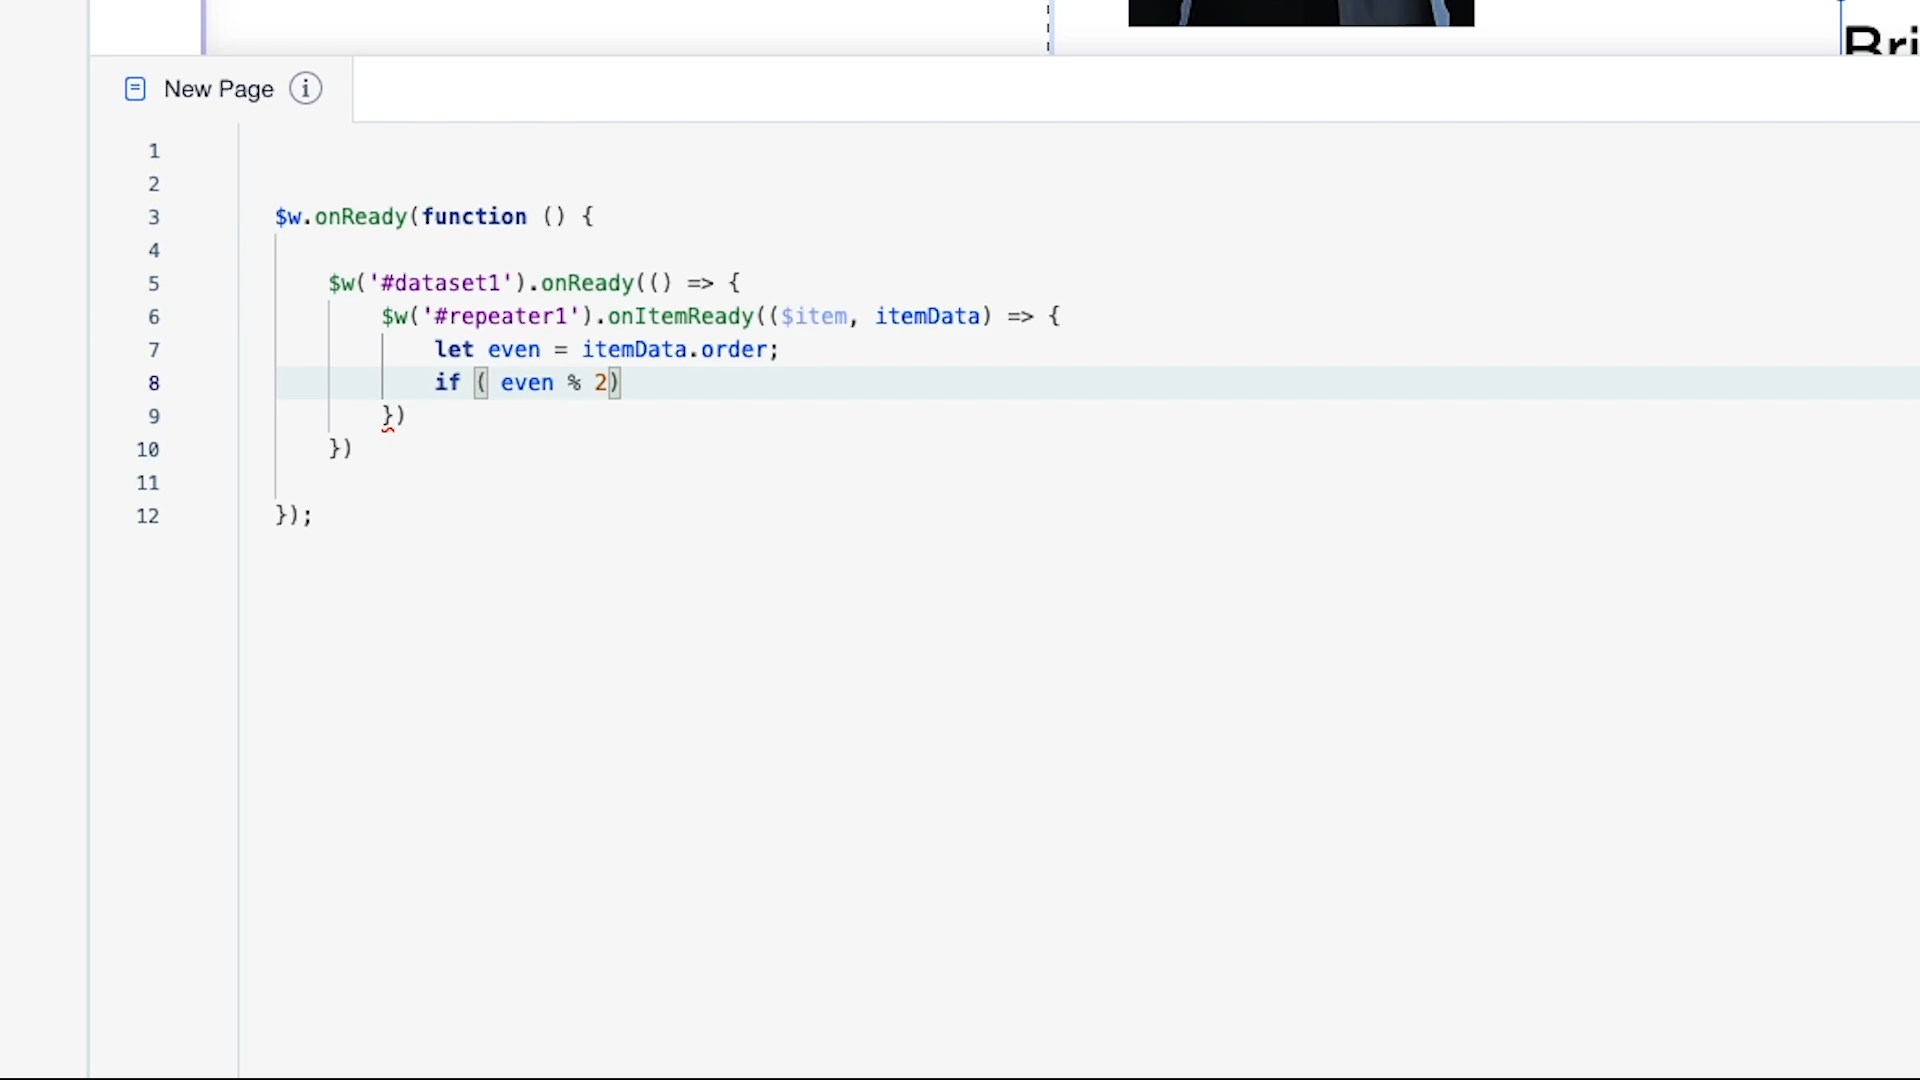 Bri
New Page
1
2
3 $w.onReady(function () {
4
5 $w('#dataset1').onReady(() => {
6 $w('#repeater1').onItemReady(($item, itemData) => {
7 let even = itemData.order;
8 if ( even % 2)
9 })
10 })
11
12 });